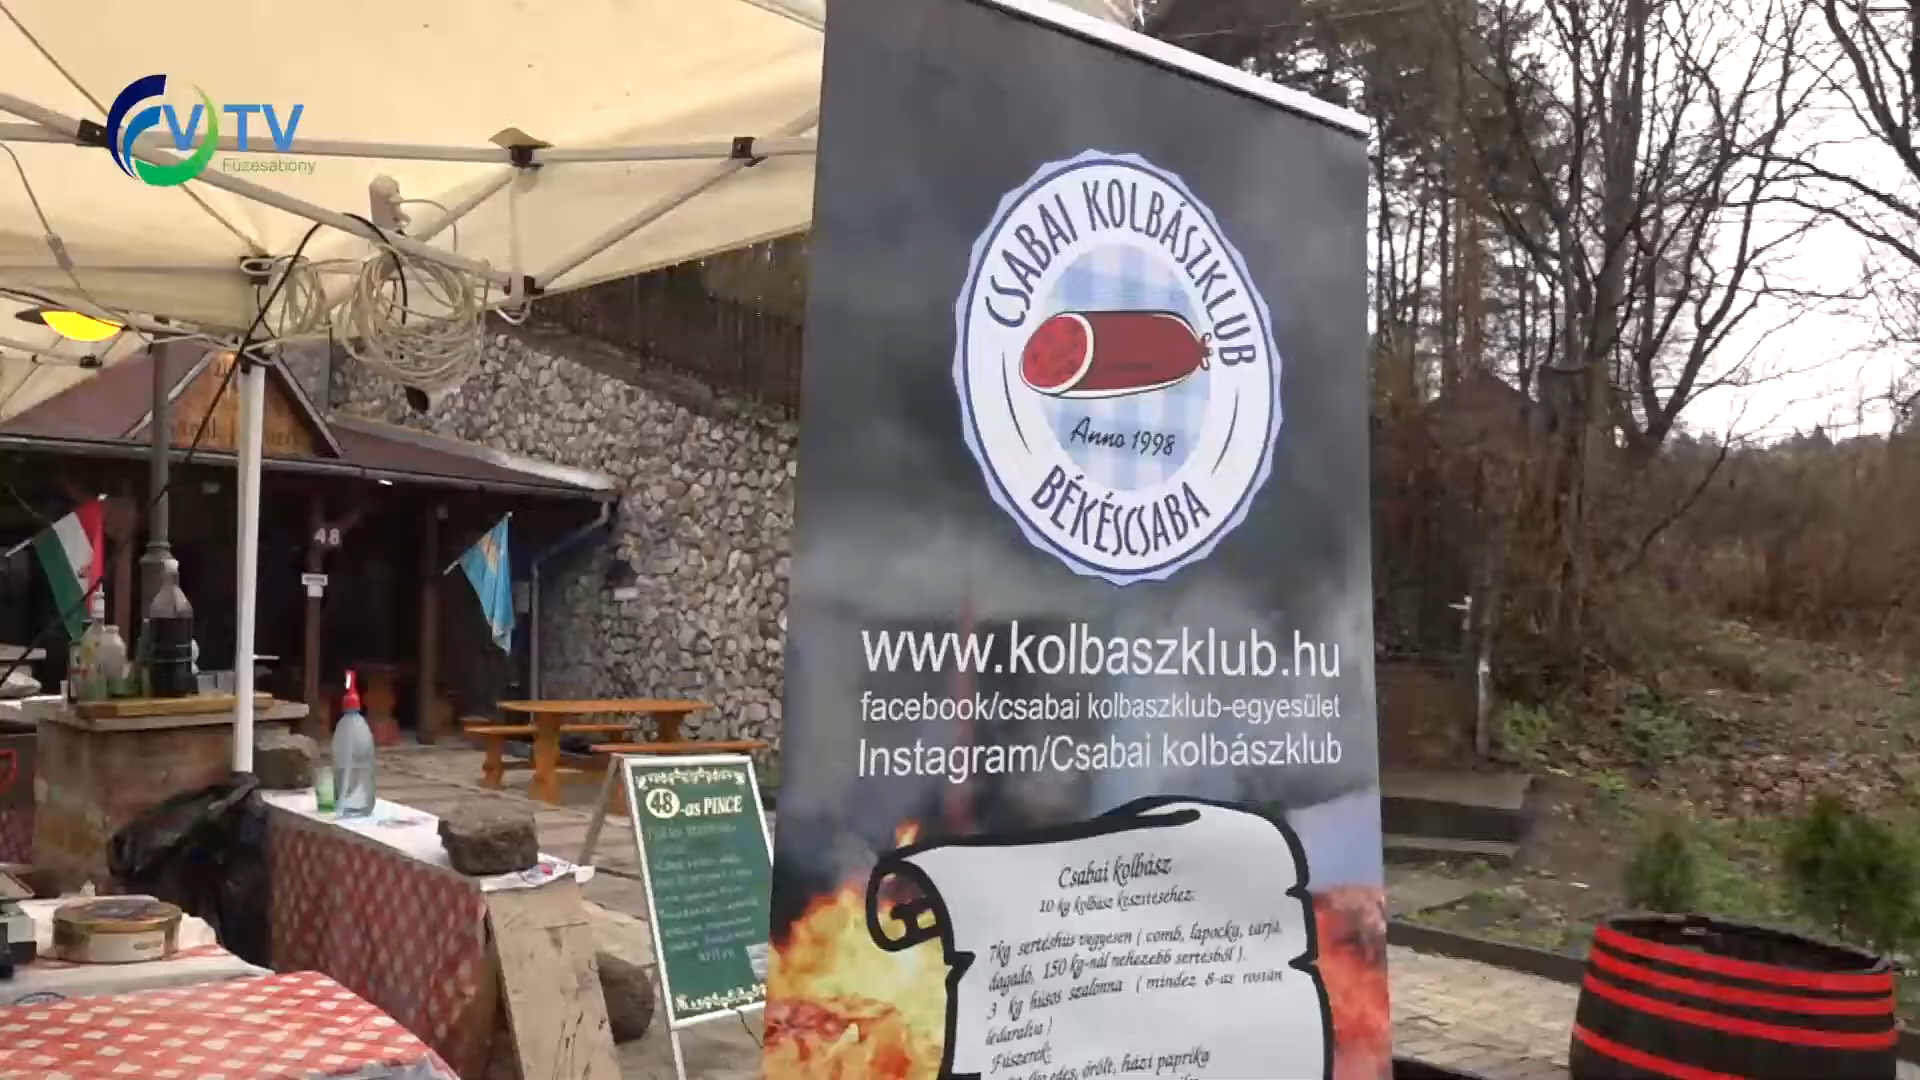 V TV
Füzesabony
CSABAI KOLBÁSZKLUB
Anno 1998
BÉKÉSCSABA
www.kolbaszklub.hu
facebook/csabai kolbaszklub-egyesület
Instagram/Csabai kolbászklub
48
48-as PINCE
Csabai kolbász
10 kg kolbász készítéséhez:
7kg sertéshús vegyesen ( comb, lapocka, tarja,
dagadó, 150 kg-nál nehezebb sertésből ).
3 kg húsos szalonna ( mindez 8-as rostán
ledarálva )
Fűszerek:
édes, őrölt, házi paprika